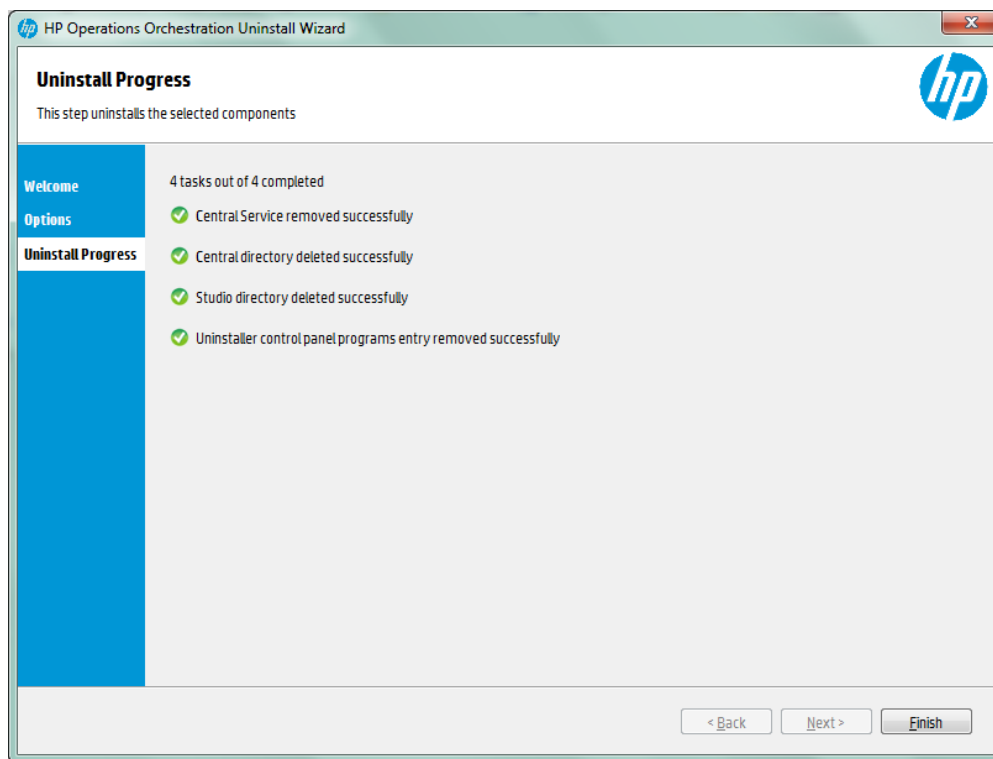 hp HP Operations Orchestration Uninstall Wizard
X
Uninstall Progress
This step uninstalls the selected components
hp
Welcome
Options
Uninstall Progress
4 tasks out of 4 completed
Central Service removed successfully
Central directory deleted successfully
Studio directory deleted successfully
Uninstaller control panel programs entry removed successfully
< Back
Next >
Finish